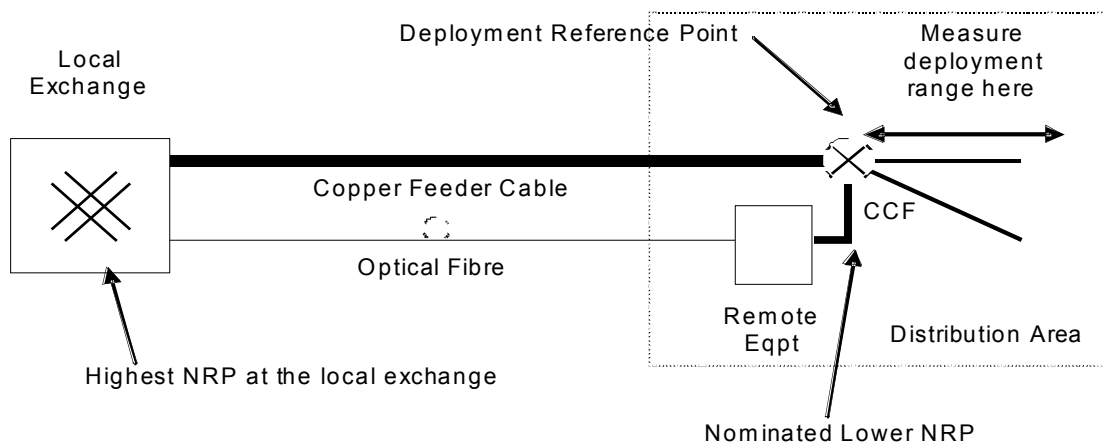 Deployment Reference Point
Measure
deployment
range here
Local
Exchange
Copper Feeder Cable
CCF
Optical Fibre
Remote
Eqpt
Distribution Area
Highest NRP at the local exchange
Nominated Lower NRP